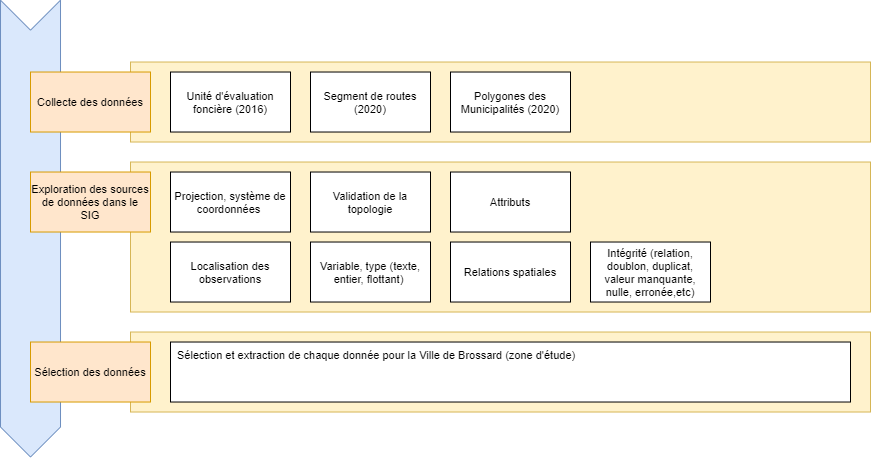 Collecte des données
Unité d'évaluation
foncière (2016)
Segment de routes
(2020)
Polygones des
Municipalités (2020)
Exploration des sources
de données dans le
SIG
Projection, système de
coordonnées
Validation de la
topologie
Attributs
Localisation des
observations
Variable, type (texte,
entier, flottant)
Relations spatiales
Intégrité (relation,
doublon, duplicat,
valeur manquante,
nulle, erronée,etc)
Sélection des données
Sélection et extraction de chaque donnée pour la Ville de Brossard (zone d'étude)